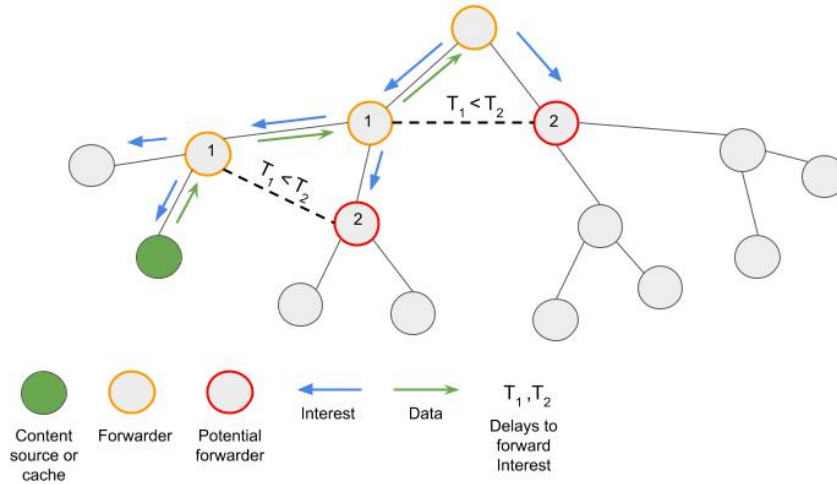 1
T₁ < T₂
2
1
T₁ < T₂
2
Content
source or
cache
Forwarder
Potential
forwarder
Interest
Data
T₁ ,T₂
Delays to
forward
Interest